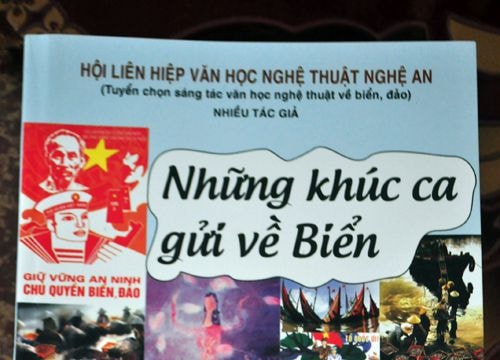 HỘI LIÊN HIỆP VĂN HỌC NGHỆ THUẬT NGHỆ AN
(Tuyển chọn sáng tác văn học nghệ thuật về biển, đảo)
NHIỀU TÁC GIẢ
Những khúc ca
gửi về Biển
GIỮ VỮNG AN NINH
CHỦ QUYỀN BIỂN, ĐẢO